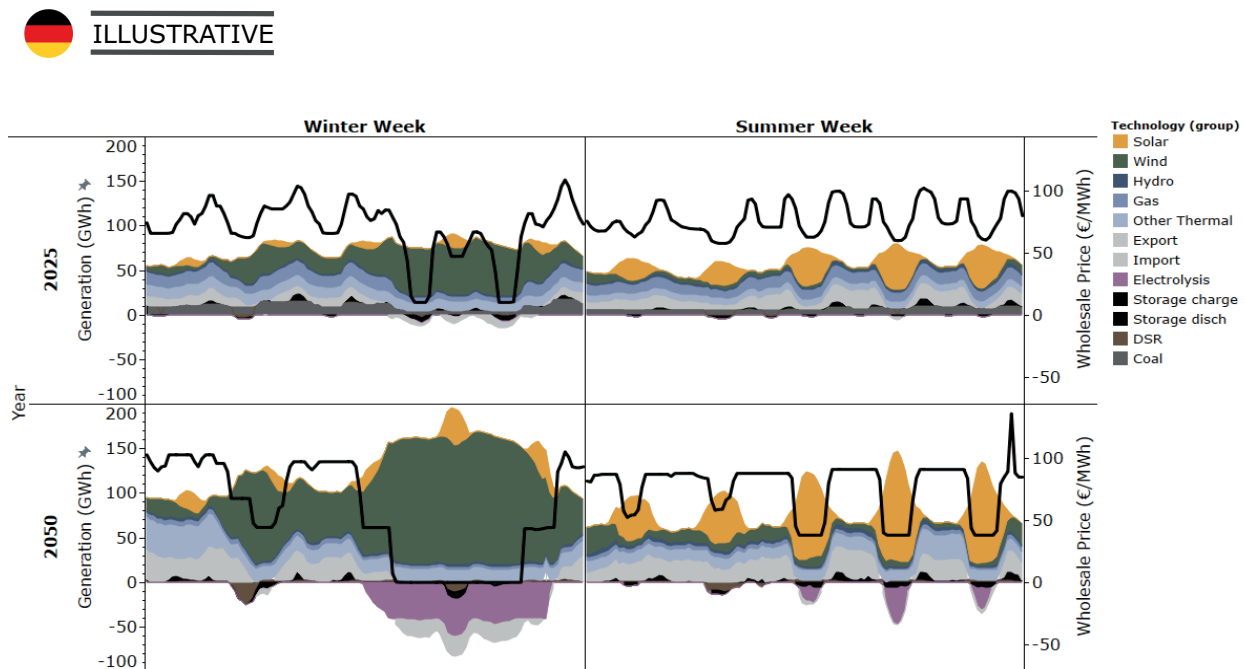 ILLUSTRATIVE
Winter Week
Summer Week
Technology (group)
Solar
Wind
Hydro
Gas
Other Thermal
Export
Import
Electrolysis
Storage charge
Storage disch
DSR
Coal
Year
2025
Generation (GWh)
200
150
100
50
0
-50
-100
100
50
0
-50
Wholesale Price (€/MWh)
2050
Generation (GWh)
200
150
100
50
0
-50
-100
100
50
0
-50
Wholesale Price (€/MWh)